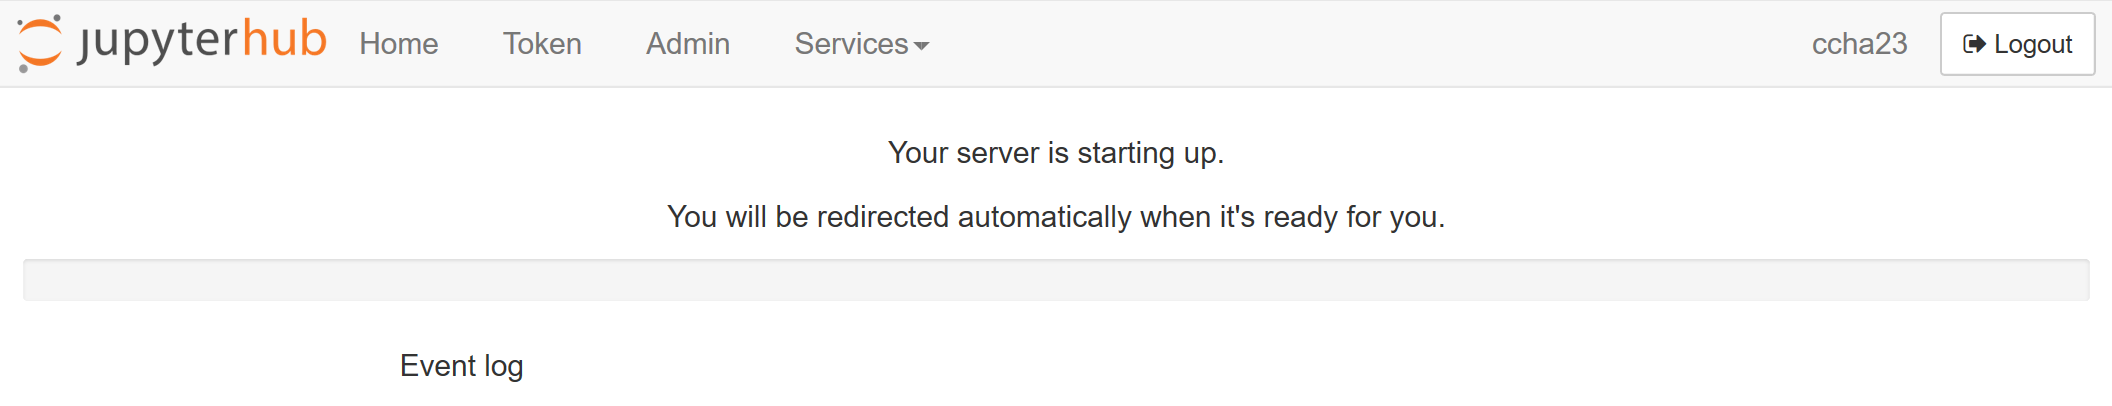 jupyterhub Home Token Admin Services ccha23 Logout
Your server is starting up.
You will be redirected automatically when it's ready for you.
Event log